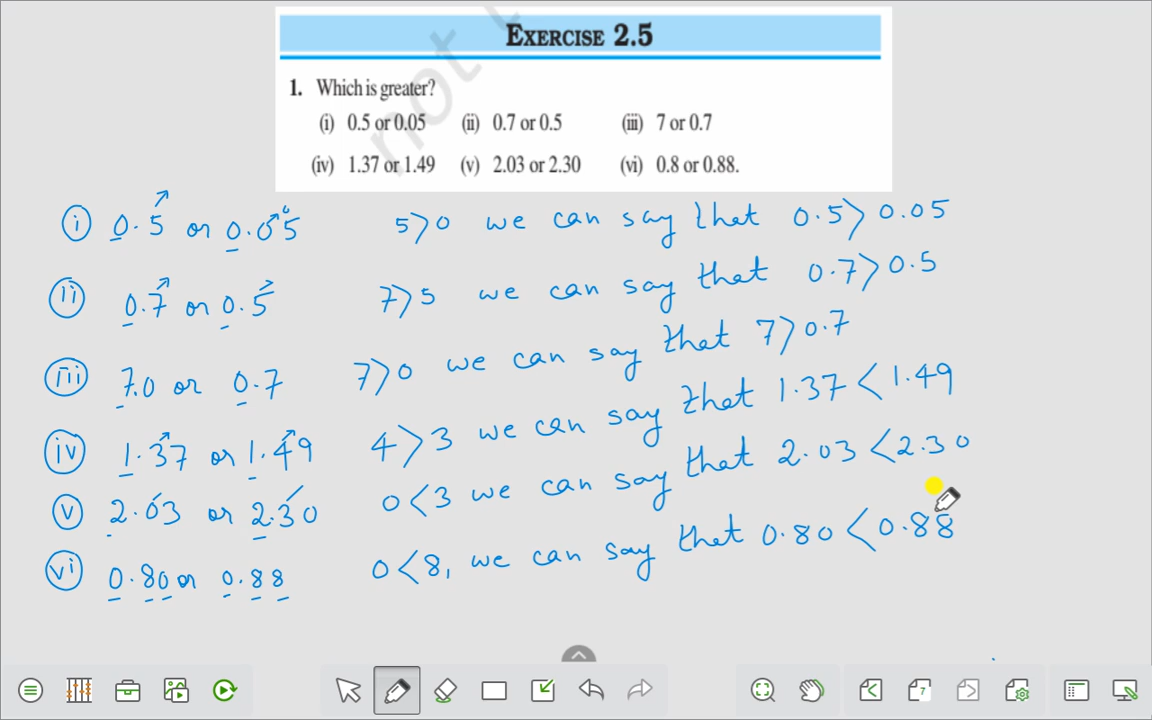 EXERCISE 2.5
not
1. Which is greater?
(i) 0.5 or 0.05 (ii) 0.7 or 0.5 (iii) 7 or 0.7
(iv) 1.37 or 1.49 (v) 2.03 or 2.30 (vi) 0.8 or 0.88.
i 0.5 or 0.05 5>0 we can say that 0.5>0.05
ii 0.7 or 0.5 7>5 we can say that 0.7>0.5
iii 7.0 or 0.7 7>0 we can say that 7>0.7
iv 1.37 or 1.49 4>3 we can say that 1.37<1.49
v 2.03 or 2.30 0<3 we can say that 2.03<2.30
vi 0.80 or 0.88 0<8, we can say that 0.80<0.88
7